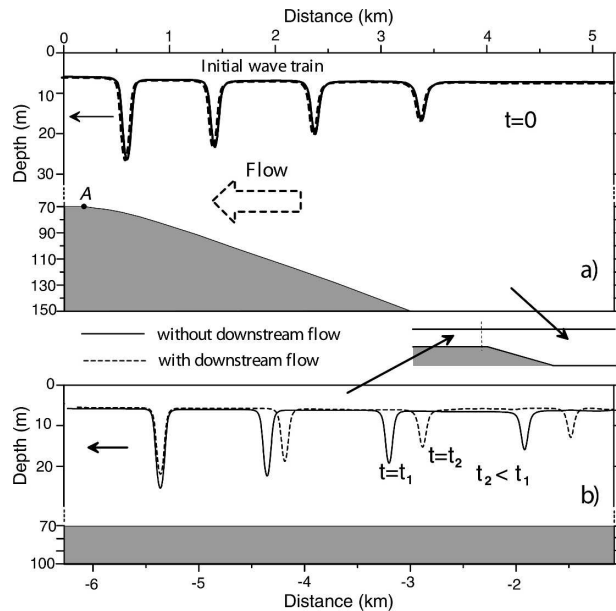 Distance (km)
0 1 2 3 4 5
0
10
20
30
70
90
110
130
150
Depth (m)
Initial wave train
t=0
Flow
A
a)
without downstream flow
with downstream flow
0
10
20
70
100
Depth (m)
t=t1
t=t2
t2 < t1
b)
-6 -5 -4 -3 -2
Distance (km)